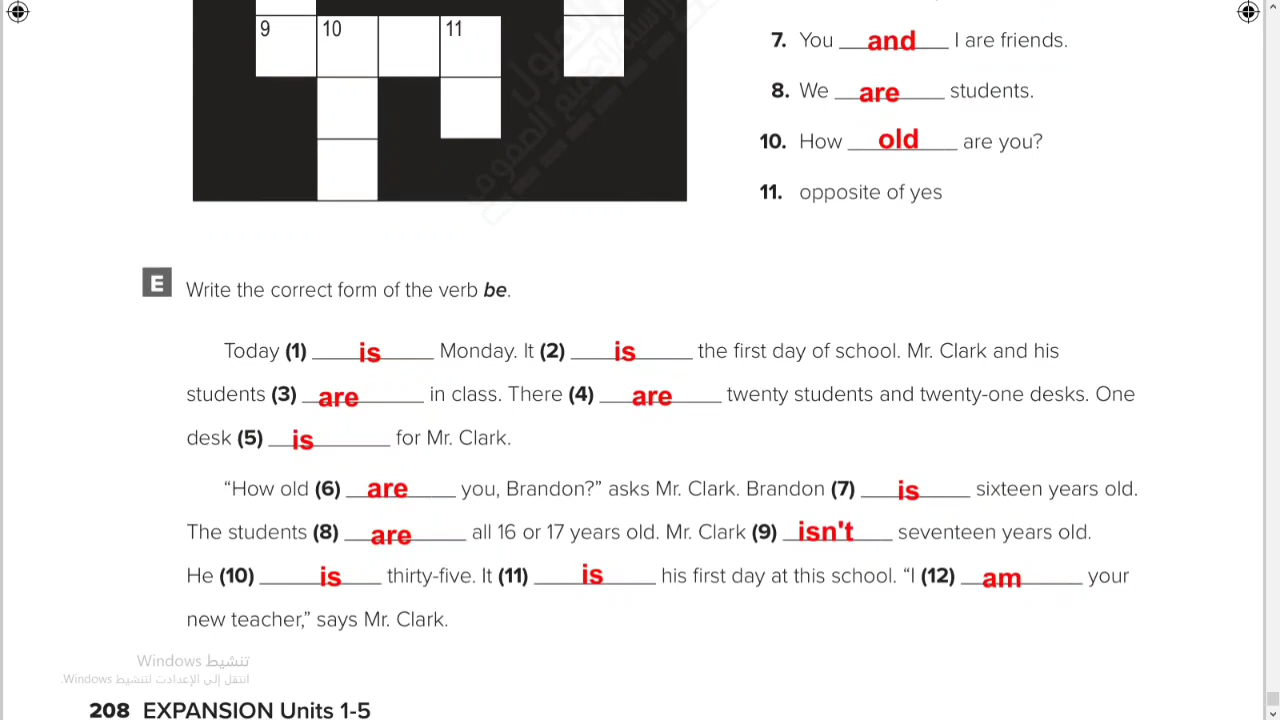 9 10 11
7. You and I are friends.
8. We are students.
10. How old are you?
11. opposite of yes
E Write the correct form of the verb be.
Today (1) is Monday. It (2) is the first day of school. Mr. Clark and his
students (3) are in class. There (4) are twenty students and twenty-one desks. One
desk (5) is for Mr. Clark.
“How old (6) are you, Brandon?” asks Mr. Clark. Brandon (7) is sixteen years old.
The students (8) are all 16 or 17 years old. Mr. Clark (9) isn't seventeen years old.
He (10) is thirty-five. It (11) is his first day at this school. “I (12) am your
new teacher,” says Mr. Clark.
تنشيط Windows
انتقل إلى الإعدادات لتنشيط Windows.
208 EXPANSION Units 1-5